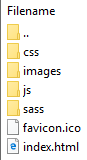 Filename
..
css
images
js
sass
favicon.ico
index.html